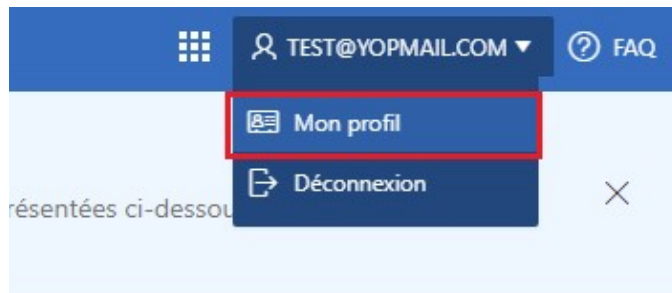 TEST@YOPMAIL.COM FAQ
Mon profil
Déconnexion
résentées ci-dessou